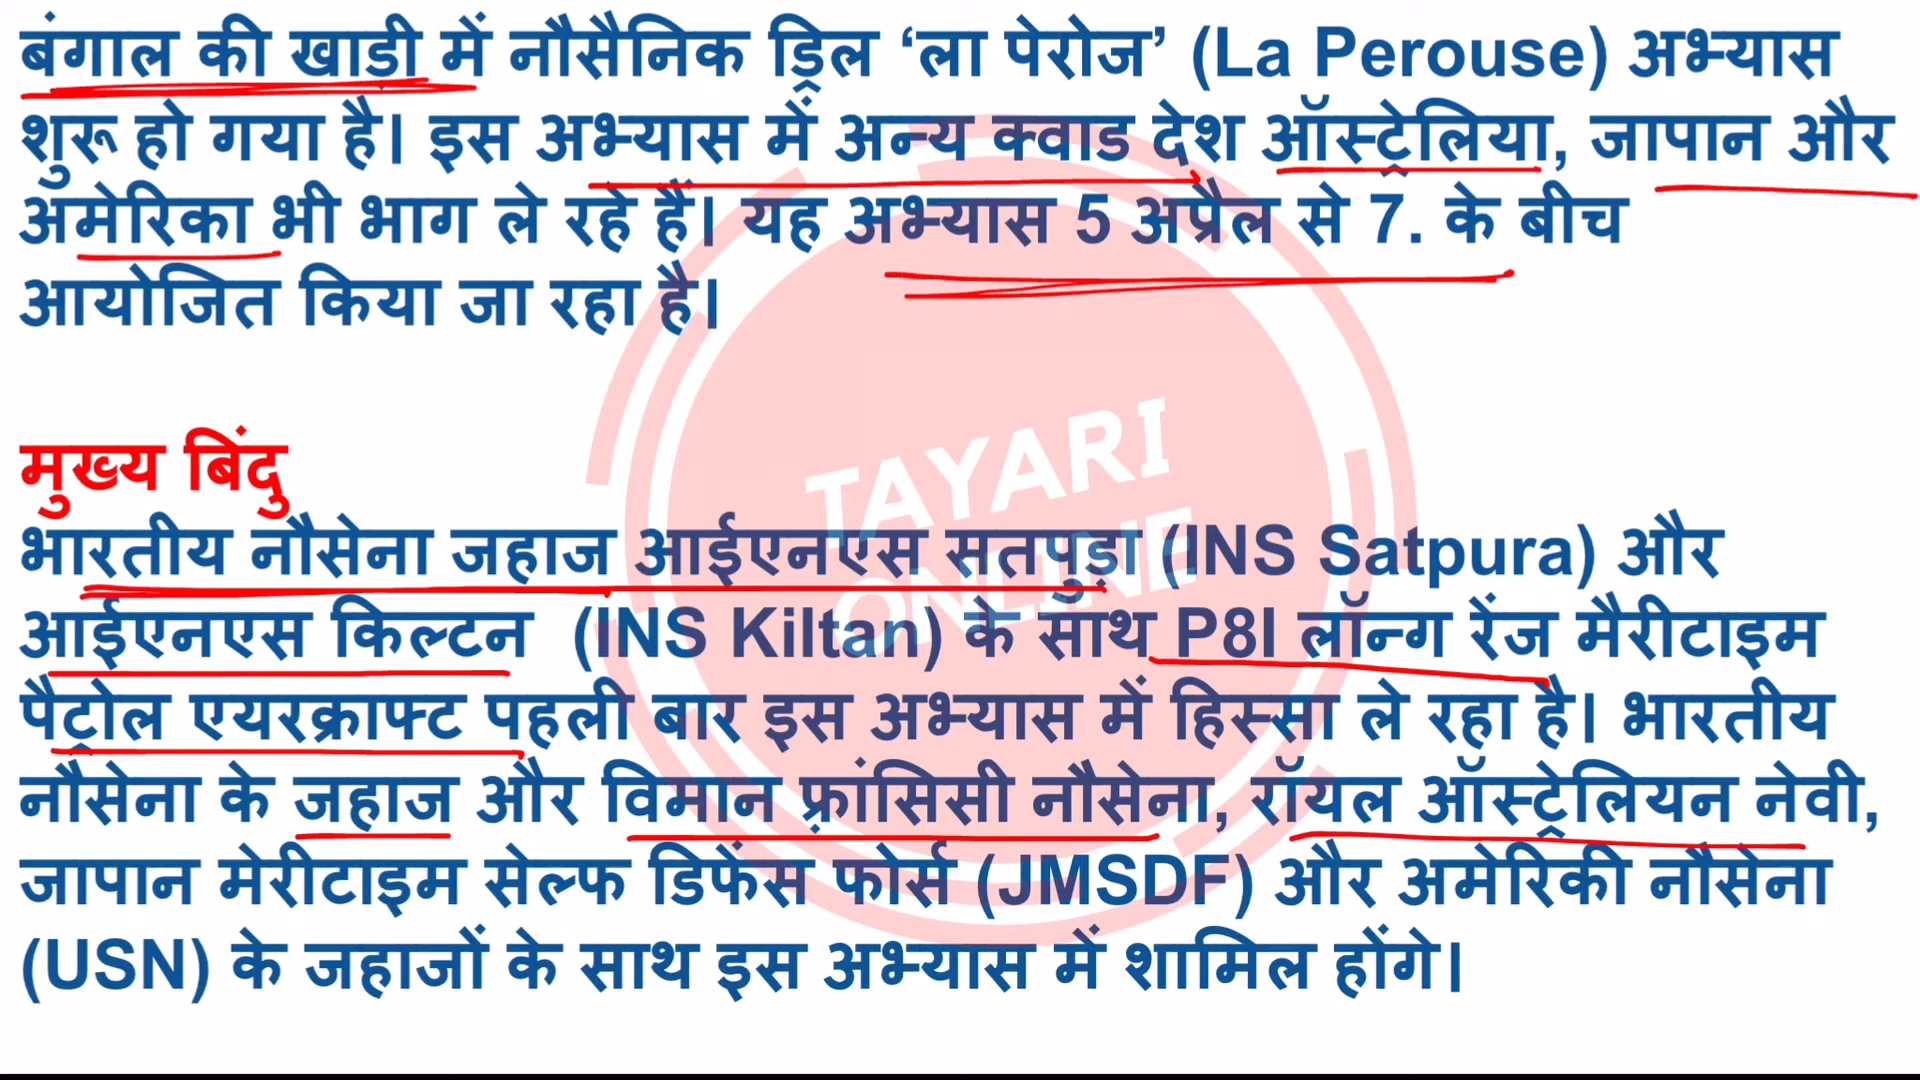 बंगाल की खाड़ी में नौसैनिक ड्रिल ‘ला पेरोज’ (La Perouse) अभ्यास
शुरू हो गया है। इस अभ्यास में अन्य क्वाड देश ऑस्ट्रेलिया, जापान और
अमेरिका भी भाग ले रहे हैं। यह अभ्यास 5 अप्रैल से 7. के बीच
आयोजित किया जा रहा है।
मुख्य बिंदु
भारतीय नौसेना जहाज आईएनएस सतपुड़ा (INS Satpura) और
आईएनएस किल्टन (INS Kiltan) के साथ P8I लॉन्ग रेंज मैरीटाइम
पैट्रोल एयरक्राफ्ट पहली बार इस अभ्यास में हिस्सा ले रहा है। भारतीय
नौसेना के जहाज और विमान फ़्रांसिसी नौसेना, रॉयल ऑस्ट्रेलियन नेवी,
जापान मेरीटाइम सेल्फ डिफेंस फोर्स (JMSDF) और अमेरिकी नौसेना
(USN) के जहाजों के साथ इस अभ्यास में शामिल होंगे।
TAYARI
ONLINE